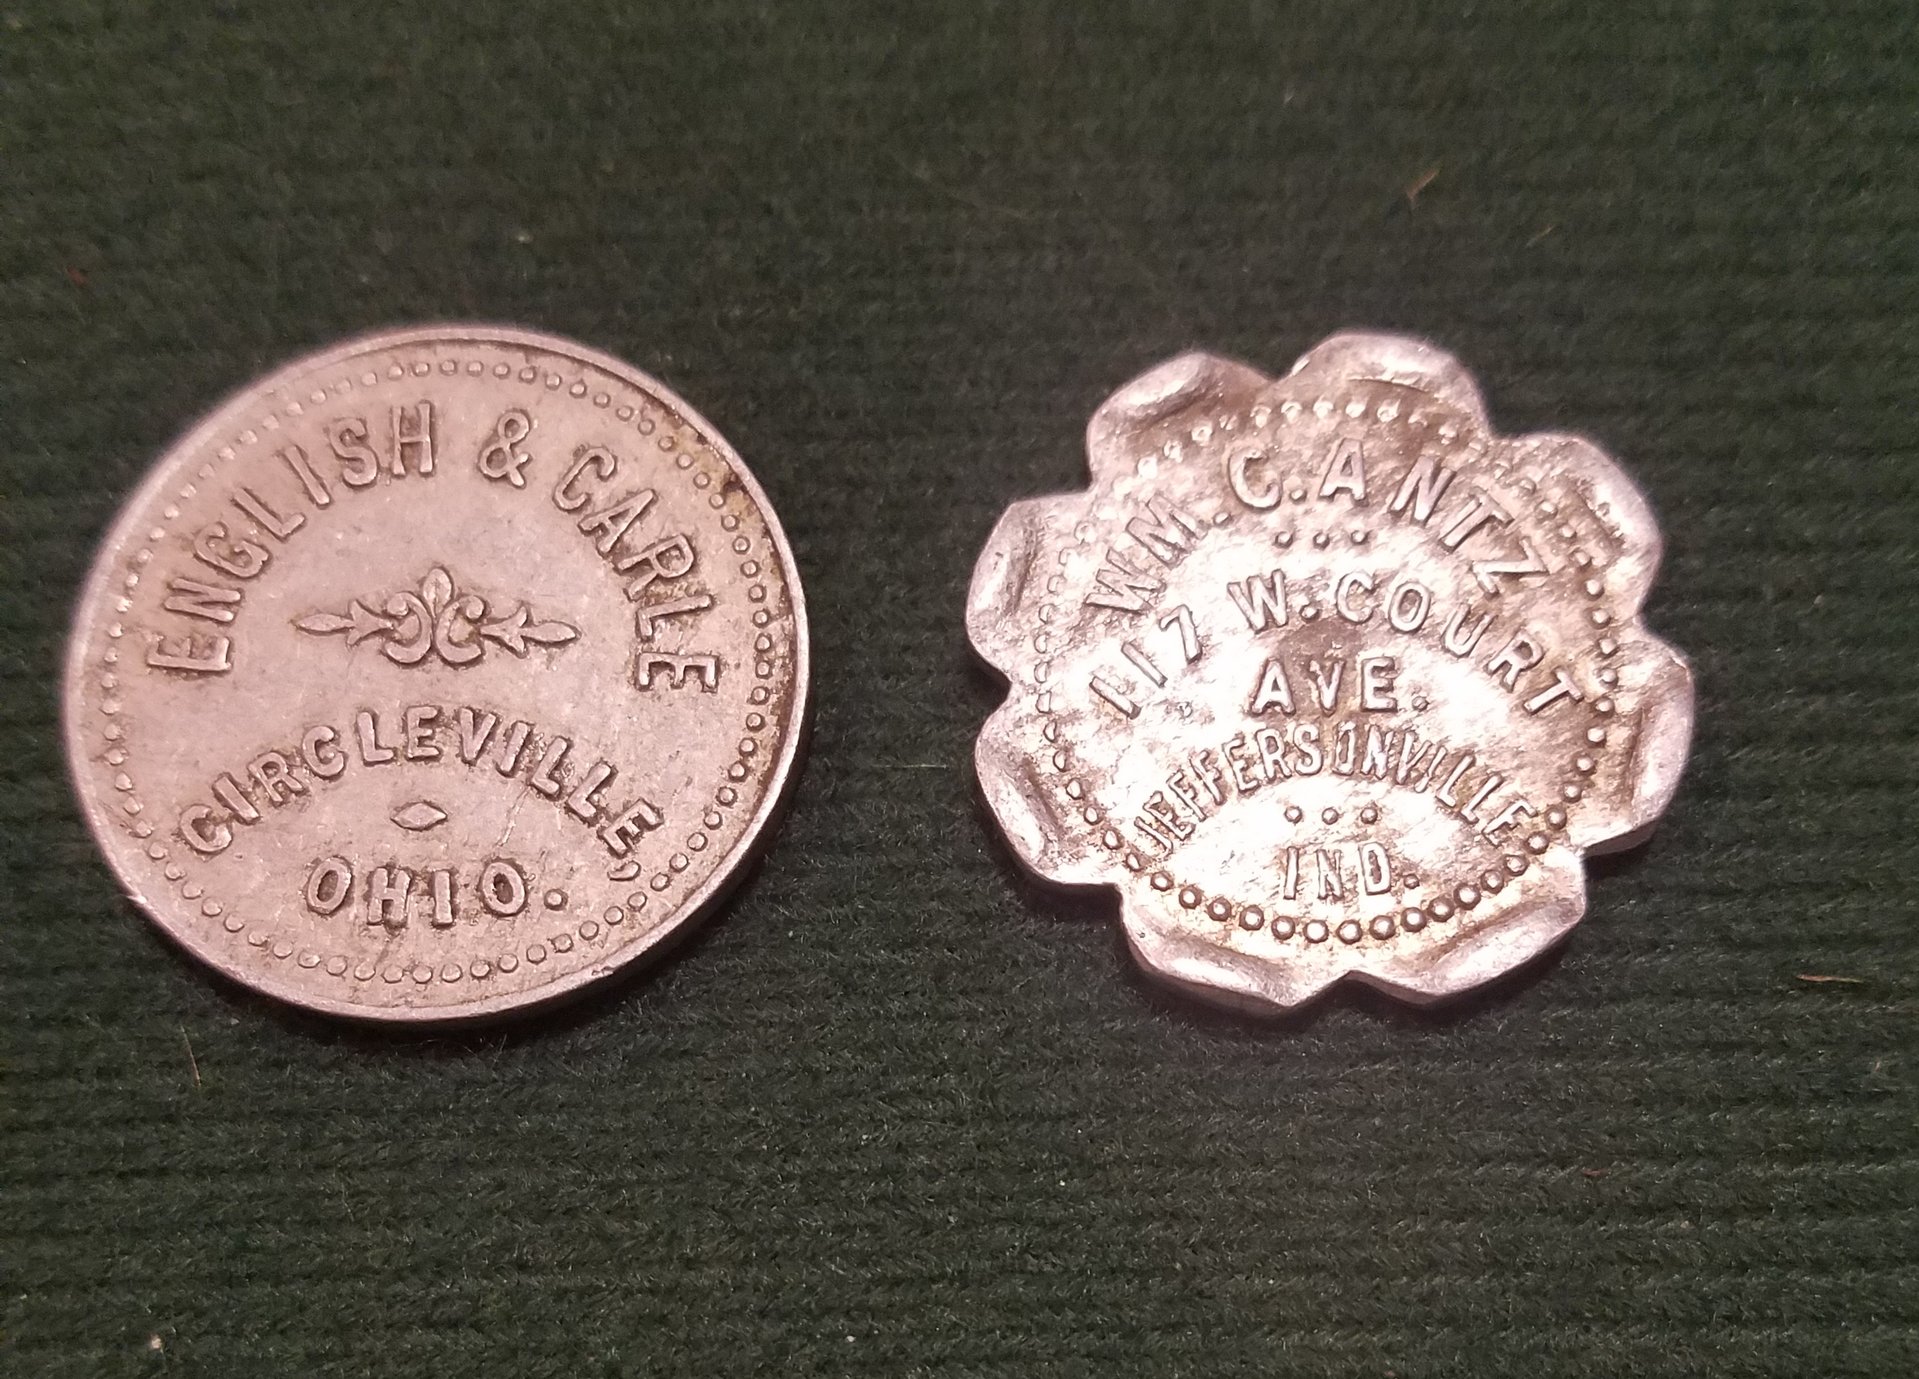 ENGLISH & CARLE
CIRCLEVILLE,
OHIO.
WM. C. ANTZ
117 W. COURT
AVE.
JEFFERSONVILLE
IND.